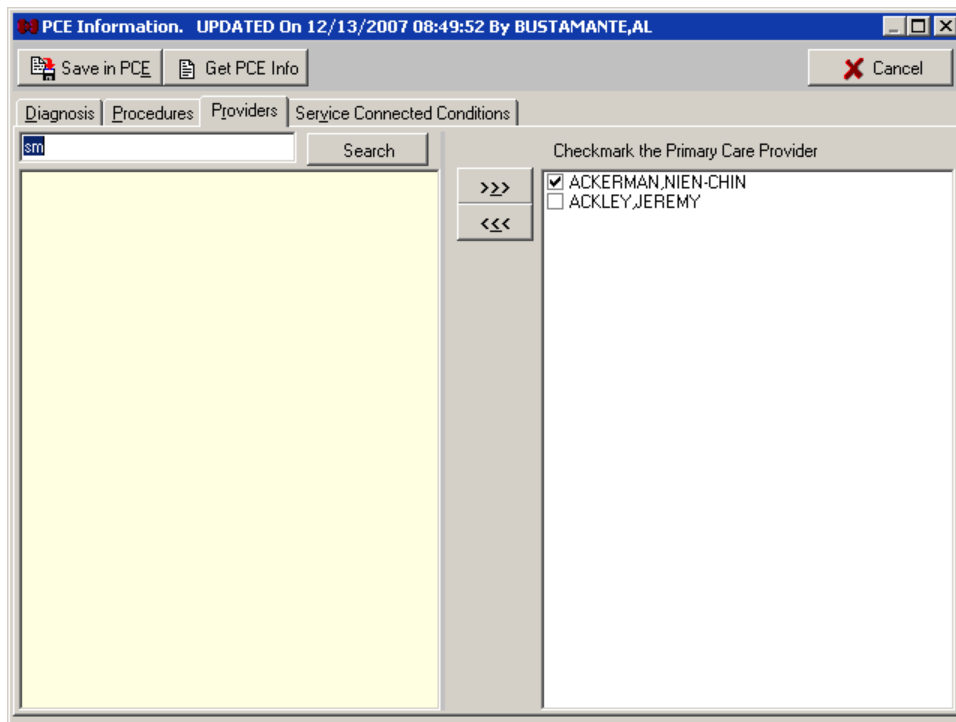 PCE Information.   UPDATED On 12/13/2007 08:49:52 By BUSTAMANTE,AL
Save in PCE
Get PCE Info
Cancel
Diagnosis
Procedures
Providers
Service Connected Conditions
sm
Search
Checkmark the Primary Care Provider
>>>
<<<
ACKERMAN,NIEN-CHIN
ACKLEY,JEREMY